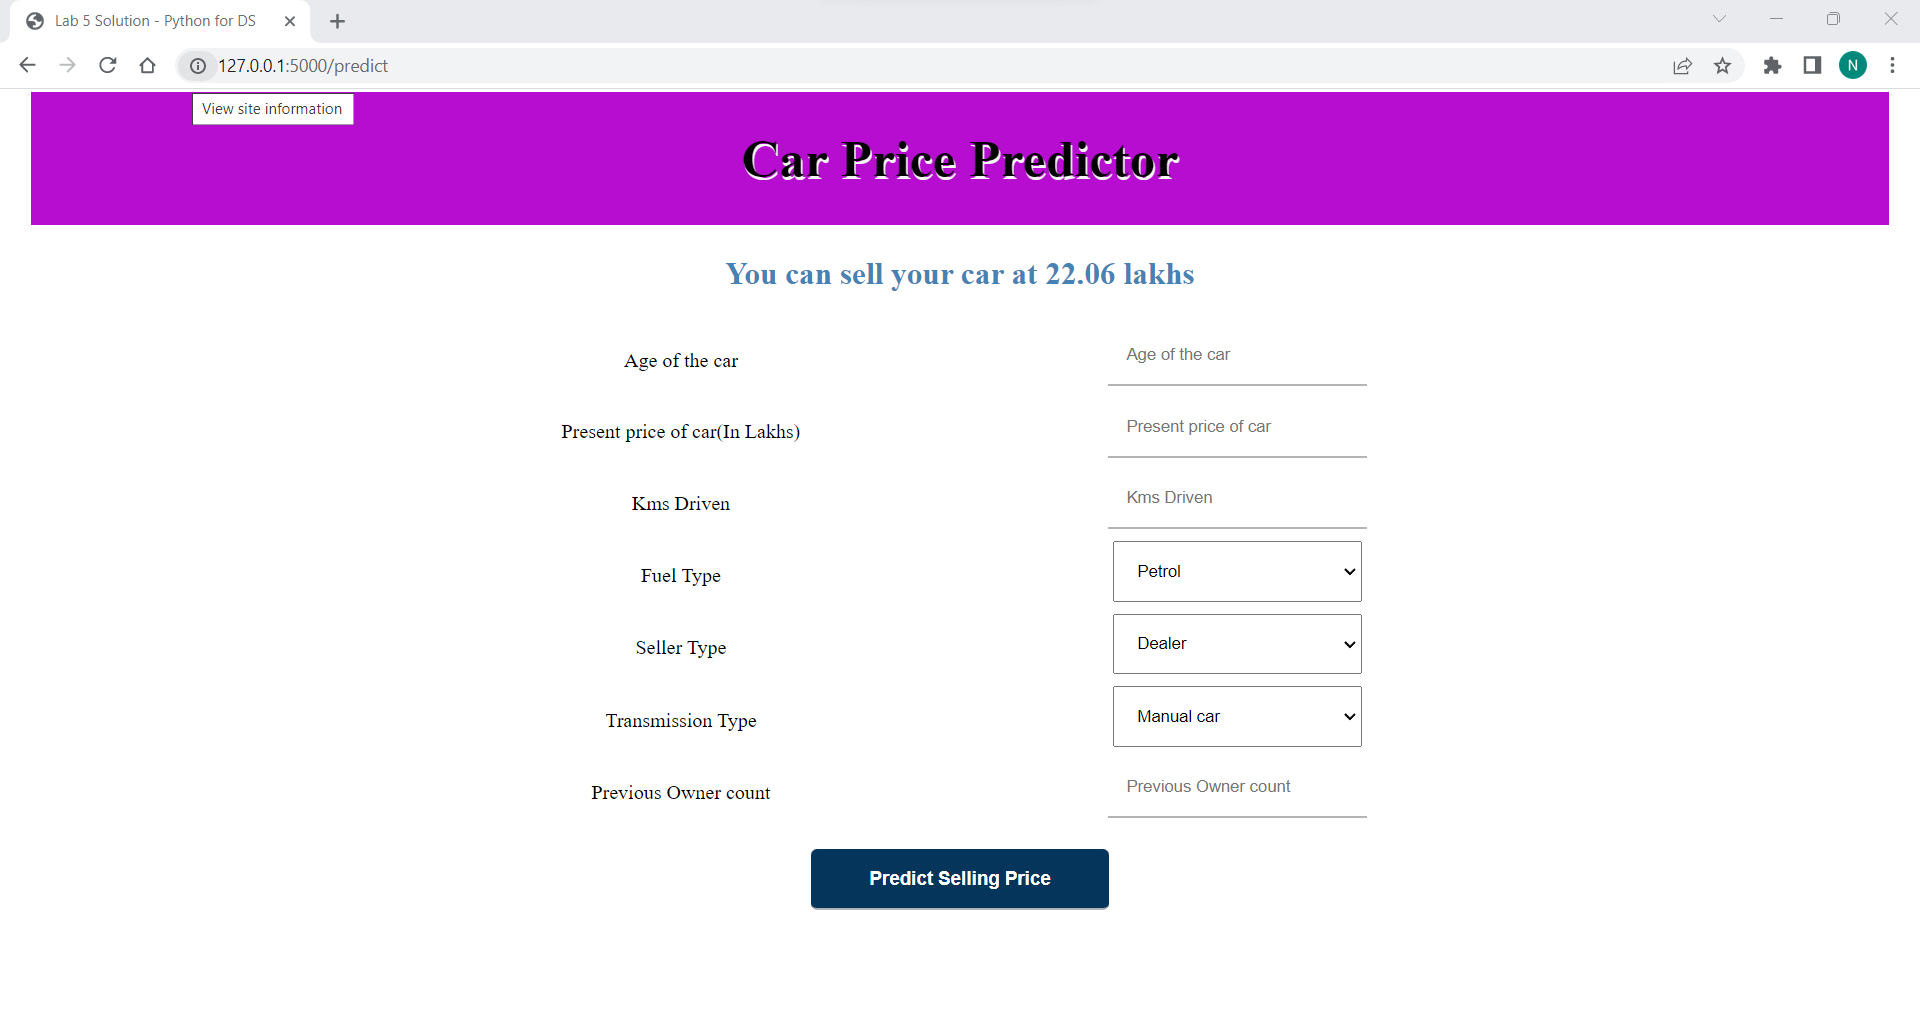 Lab 5 Solution - Python for DS
127.0.0.1:5000/predict
N
View site information
Car Price Predictor
You can sell your car at 22.06 lakhs
Age of the car Age of the car
Present price of car(In Lakhs) Present price of car
Kms Driven Kms Driven
Fuel Type Petrol
Seller Type Dealer
Transmission Type Manual car
Previous Owner count Previous Owner count
Predict Selling Price